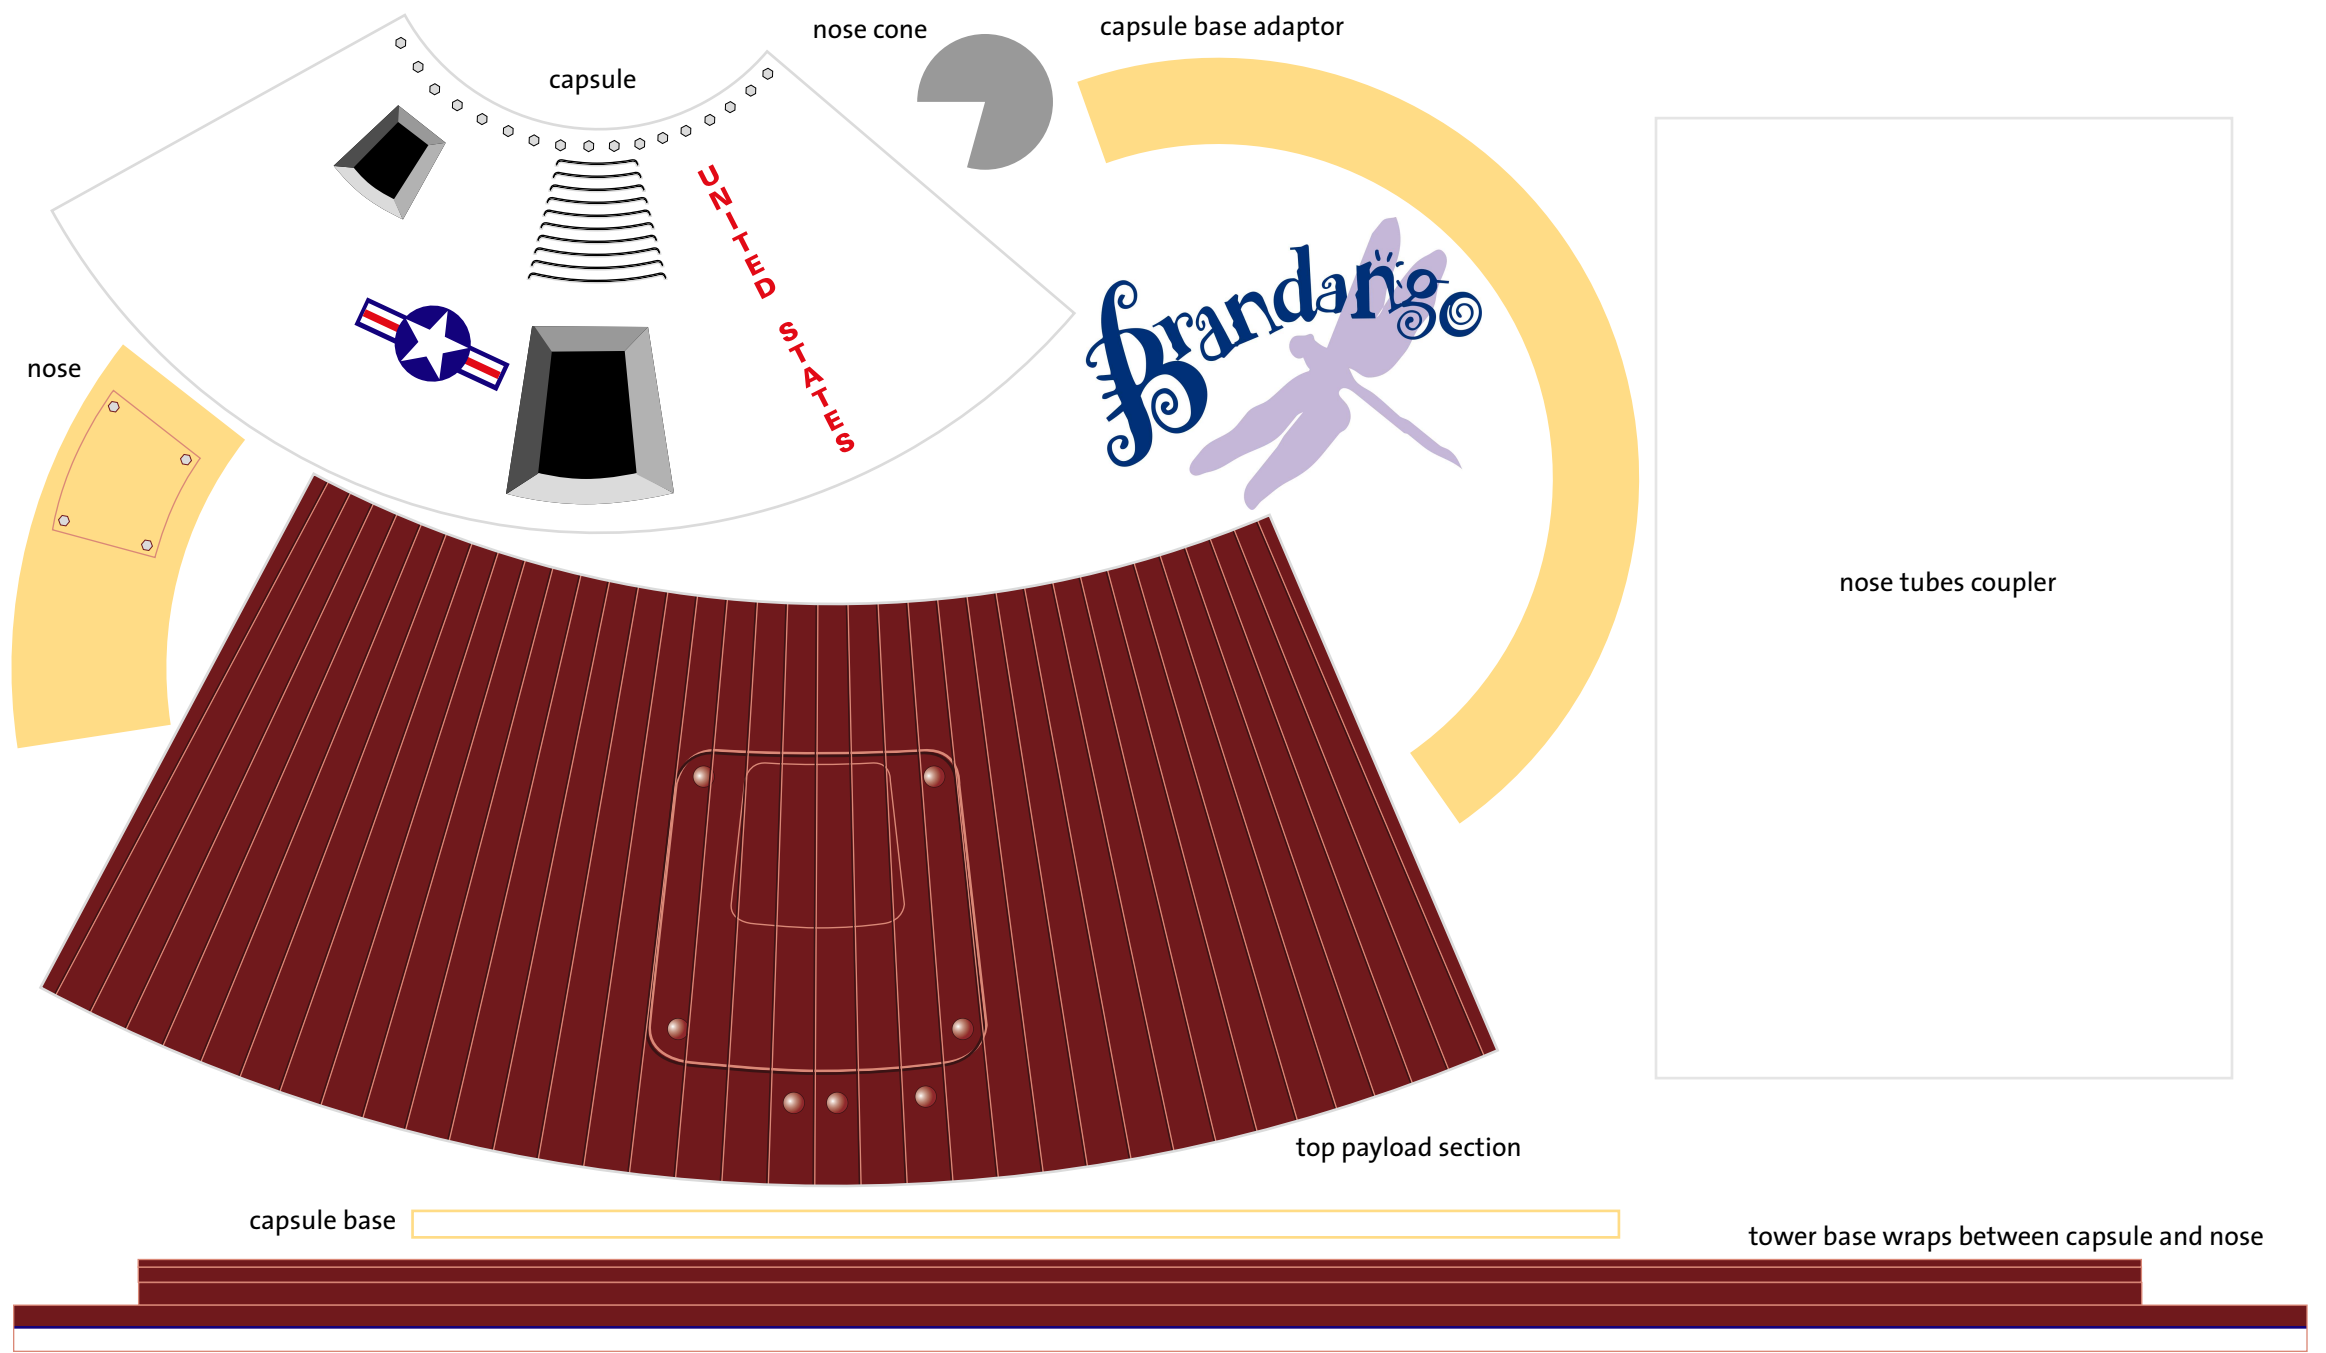 nose cone
capsule base adaptor
capsule
UNITED STATES
Brandango
nose
nose tubes coupler
top payload section
capsule base
tower base wraps between capsule and nose